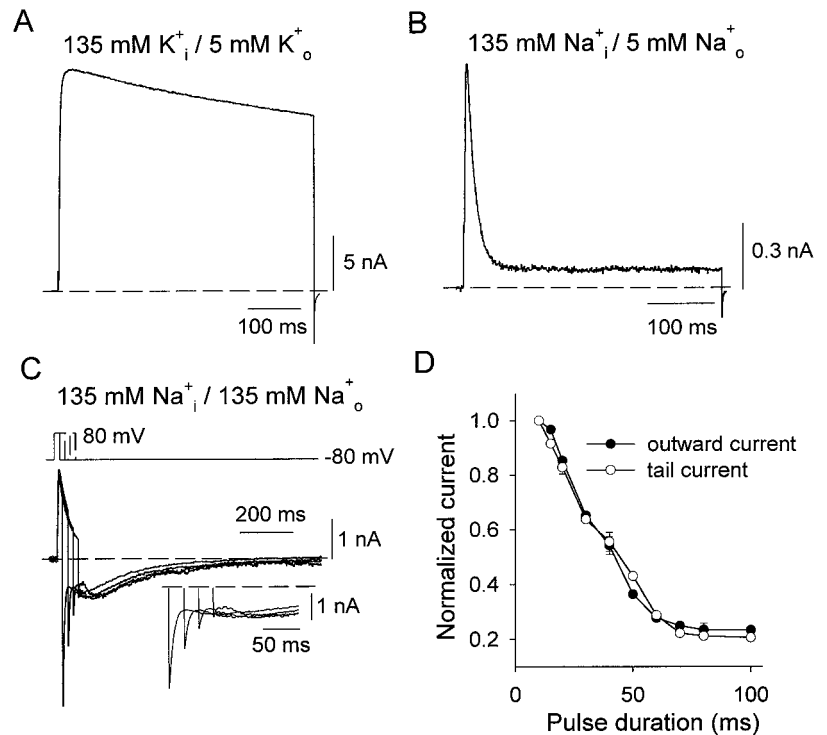 A
135 mM K+i / 5 mM K+o
5 nA
100 ms
B
135 mM Na+i / 5 mM Na+o
0.3 nA
100 ms
C
135 mM Na+i / 135 mM Na+o
80 mV
-80 mV
200 ms
1 nA
1 nA
50 ms
D
Normalized current
1.0
0.8
0.6
0.4
0.2
outward current
tail current
0
50
100
Pulse duration (ms)